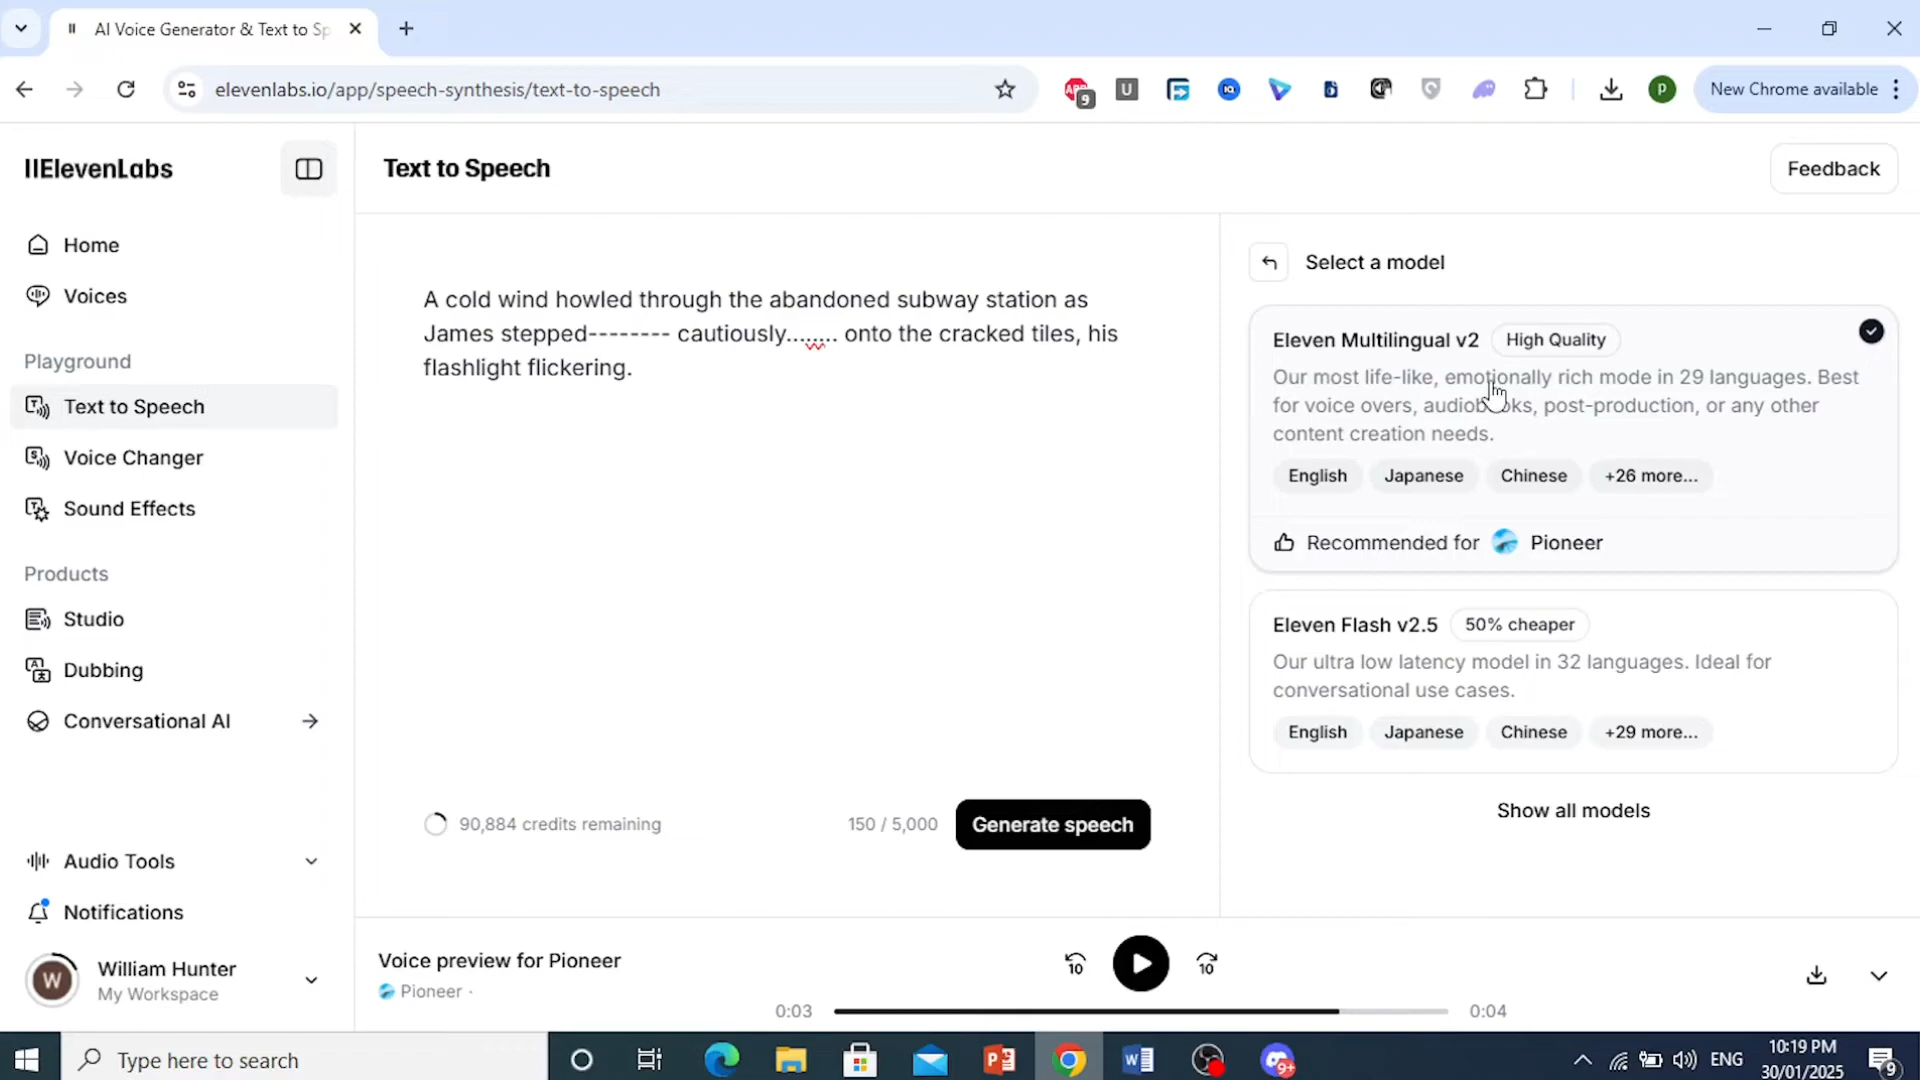 AI Voice Generator & Text to Sp
elevenlabs.io/app/speech-synthesis/text-to-speech
9
U
IQ
P
New Chrome available
IIElevenLabs
Text to Speech
Feedback
Home
Voices
Playground
Text to Speech
Voice Changer
Sound Effects
Products
Studio
Dubbing
Conversational AI
Audio Tools
Notifications
W
William Hunter
My Workspace
A cold wind howled through the abandoned subway station as
James stepped-------- cautiously........ onto the cracked tiles, his
flashlight flickering.
90,884 credits remaining
150 / 5,000
Generate speech
Select a model
Eleven Multilingual v2
High Quality
Our most life-like, emotionally rich mode in 29 languages. Best
for voice overs, audiobooks, post-production, or any other
content creation needs.
English Japanese Chinese +26 more...
Recommended for Pioneer
Eleven Flash v2.5
50% cheaper
Our ultra low latency model in 32 languages. Ideal for
conversational use cases.
English Japanese Chinese +29 more...
Show all models
Voice preview for Pioneer
Pioneer ·
10
10
0:03
0:04
Type here to search
9+
ENG
10:19 PM
30/01/2025
9